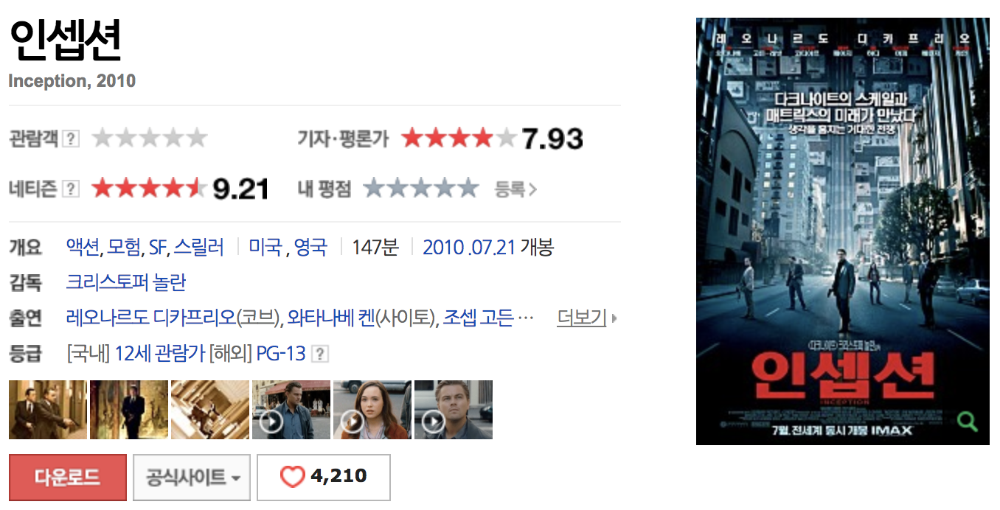 인셉션
Inception, 2010
관람객 ?
기자·평론가 7.93
네티즌 ? 9.21
내 평점 등록 >
개요 액션, 모험, SF, 스릴러 미국 , 영국 147분 2010 .07.21 개봉
감독 크리스토퍼 놀란
출연 레오나르도 디카프리오(코브), 와타나베 켄(사이토), 조셉 고든 ··· 더보기
등급 [국내] 12세 관람가 [해외] PG-13 ?
다운로드 공식사이트 4,210
레오나르도 디카프리오
다크나이트의 스케일과
매트릭스의 미래가 만났다
생각을 훔치는 거대한 전쟁
인셉션
INCEPTION
7월, 전세계 동시 개봉 IMAX